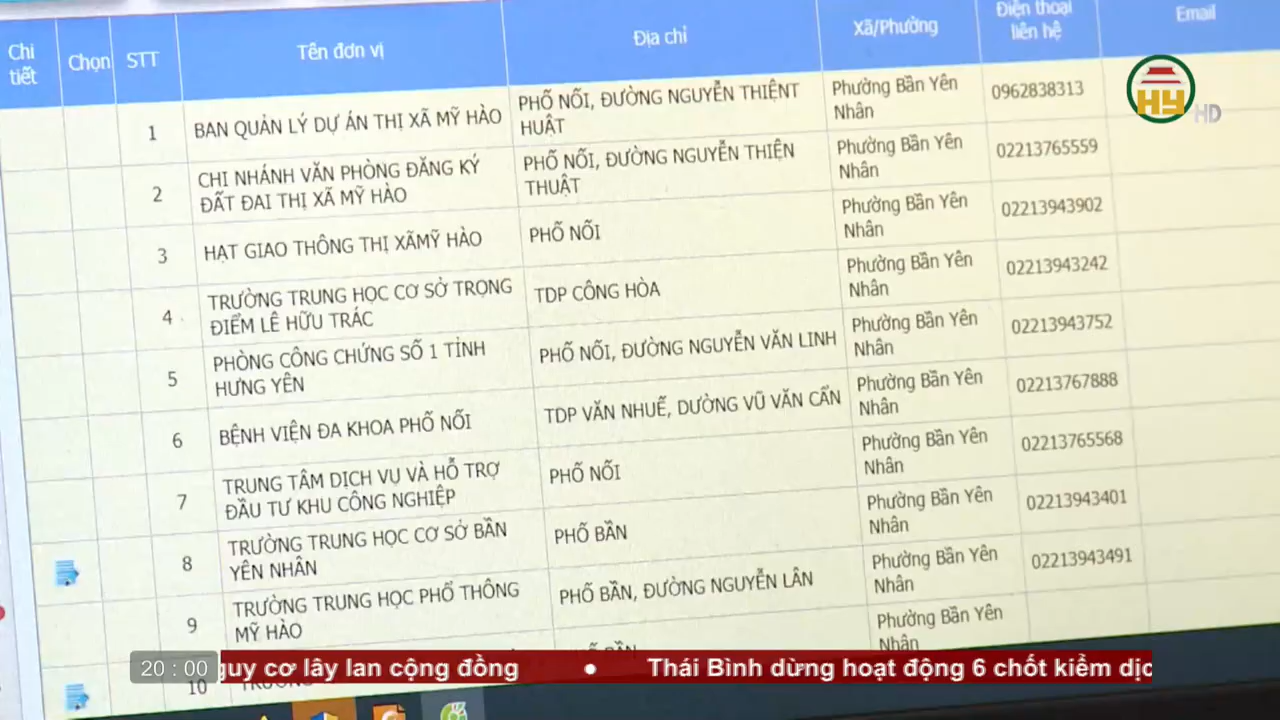 Chi tiết
Chọn
STT
Tên đơn vị
Địa chỉ
Xã/Phường
Điện thoại liên hệ
Email
1
BAN QUẢN LÝ DỰ ÁN THỊ XÃ MỸ HÀO
PHỐ NỐI, ĐƯỜNG NGUYỄN THIỆNT
HUẬT
Phường Bần Yên
Nhân
0962838313
2
CHI NHÁNH VĂN PHÒNG ĐĂNG KÝ
ĐẤT ĐAI THỊ XÃ MỸ HÀO
PHỐ NỐI, ĐƯỜNG NGUYỄN THIỆN
THUẬT
Phường Bần Yên
Nhân
02213765559
3
HẠT GIAO THÔNG THỊ XÃMỸ HÀO
PHỐ NỐI
Phường Bần Yên
Nhân
02213943902
4
TRƯỜNG TRUNG HỌC CƠ SỞ TRỌNG
ĐIỂM LÊ HỮU TRÁC
TDP CÔNG HÒA
Phường Bần Yên
Nhân
02213943242
5
PHÒNG CÔNG CHỨNG SỐ 1 TỈNH
HƯNG YÊN
PHỐ NỐI, ĐƯỜNG NGUYỄN VĂN LINH
Phường Bần Yên
Nhân
02213943752
6
BỆNH VIỆN ĐA KHOA PHỐ NỐI
TDP VĂN NHUẾ, DƯỜNG VŨ VĂN CẨN
Phường Bần Yên
Nhân
02213767888
7
TRUNG TÂM DỊCH VỤ VÀ HỖ TRỢ
ĐẦU TƯ KHU CÔNG NGHIỆP
PHỐ NỐI
Phường Bần Yên
Nhân
02213765568
8
TRƯỜNG TRUNG HỌC CƠ SỞ BẦN
YÊN NHÂN
PHỐ BẦN
Phường Bần Yên
Nhân
02213943401
9
TRƯỜNG TRUNG HỌC PHỔ THÔNG
MỸ HÀO
PHỐ BẦN, ĐƯỜNG NGUYỄN LÂN
Phường Bần Yên
Nhân
02213943491
10
Phường Bần Yên
Nhân
HY HD
20 : 00
guy cơ lây lan cộng đồng • Thái Bình dừng hoạt động 6 chốt kiểm dịc